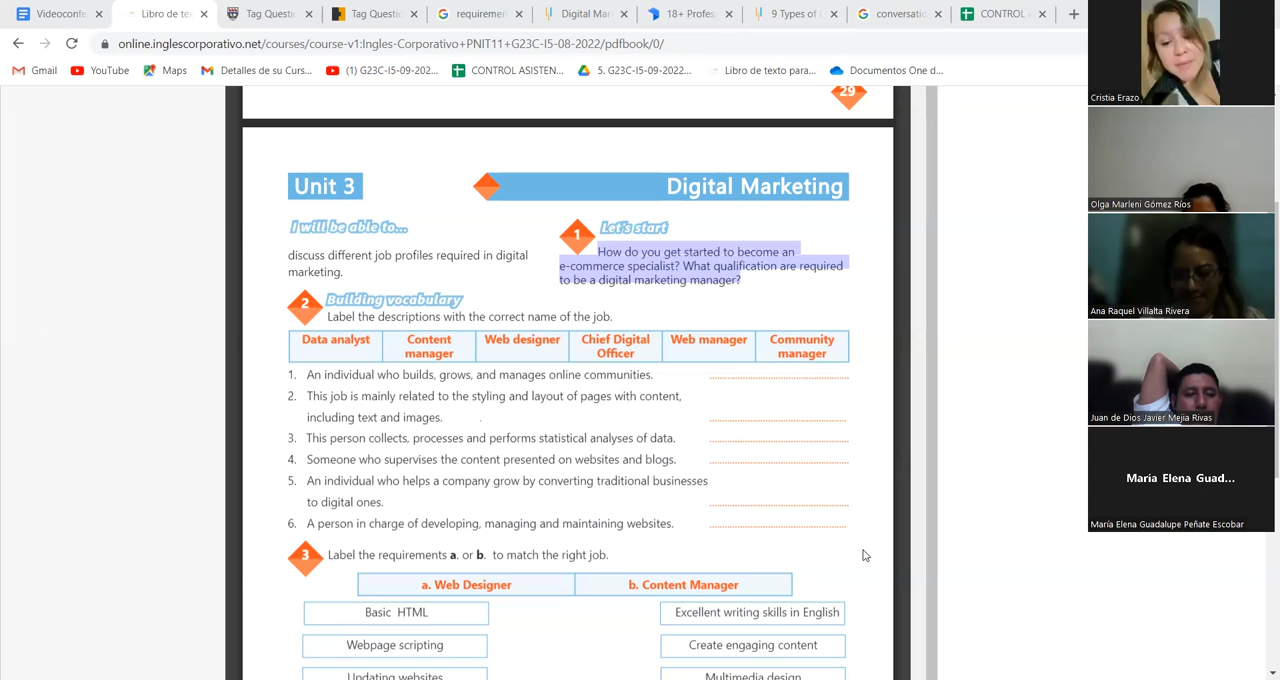 Videoconfe
Libro de tex
Tag Questi
Tag Questi
requiremen
Digital Mar
18+ Profes
9 Types of
conversatio
CONTROL
online.inglescorporativo.net/courses/course-v1:Ingles-Corporativo+PNIT11+G23C-I5-08-2022/pdfbook/0/
Gmail
YouTube
Maps
Detalles de su Curs...
(1) G23C-I5-09-202...
CONTROL ASISTEN...
5. G23C-I5-09-2022...
Libro de texto para...
Documentos One d...
29
Unit 3
Digital Marketing
I will be able to...
discuss different job profiles required in digital
marketing.
1
Let's start
How do you get started to become an
e-commerce specialist? What qualification are required
to be a digital marketing manager?
2
Building vocabulary
Label the descriptions with the correct name of the job.
Data analyst
Content
manager
Web designer
Chief Digital
Officer
Web manager
Community
manager
1. An individual who builds, grows, and manages online communities.
2. This job is mainly related to the styling and layout of pages with content,
including text and images.
3. This person collects, processes and performs statistical analyses of data.
4. Someone who supervises the content presented on websites and blogs.
5. An individual who helps a company grow by converting traditional businesses
to digital ones.
6. A person in charge of developing, managing and maintaining websites.
3
Label the requirements a. or b. to match the right job.
a. Web Designer
b. Content Manager
Basic HTML
Excellent writing skills in English
Webpage scripting
Create engaging content
Updating websites
Multimedia design
Cristia Erazo
Olga Marleni Gómez Ríos
Ana Raquel Villalta Rivera
Juan de Dios Javier Mejia Rivas
María Elena Guad...
María Elena Guadalupe Peñate Escobar